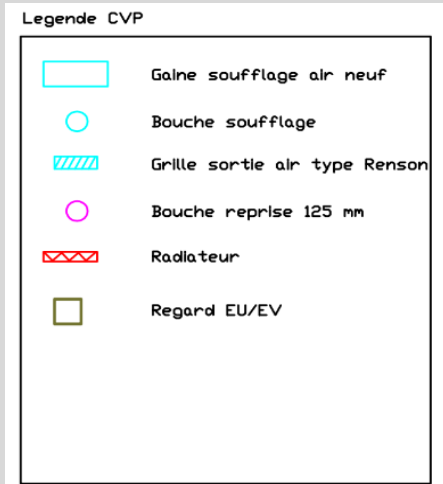 Legende CVP
Gaine soufflage air neuf
Bouche soufflage
Grille sortie air type Renson
Bouche reprise 125 mm
Radiateur
Regard EU/EV